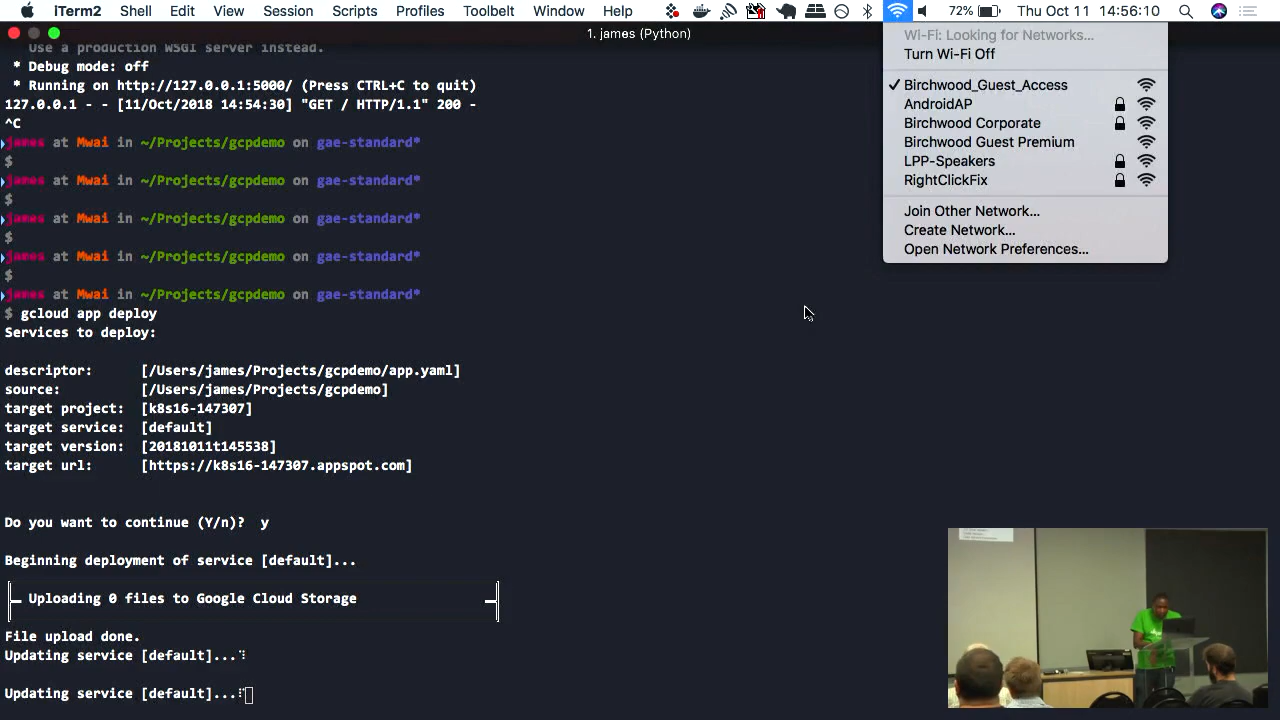 iTerm2 Shell Edit View Session Scripts Profiles Toolbelt Window Help 72% Thu Oct 11 14:56:10
1. james (Python)
Use a production WSGI server instead.
* Debug mode: off
* Running on http://127.0.0.1:5000/ (Press CTRL+C to quit)
127.0.0.1 - - [11/Oct/2018 14:54:30] "GET / HTTP/1.1" 200 -
^C
james at Mwai in ~/Projects/gcpdemo on gae-standard*
$
james at Mwai in ~/Projects/gcpdemo on gae-standard*
$
james at Mwai in ~/Projects/gcpdemo on gae-standard*
$
james at Mwai in ~/Projects/gcpdemo on gae-standard*
$
james at Mwai in ~/Projects/gcpdemo on gae-standard*
$ gcloud app deploy
Services to deploy:
descriptor: [/Users/james/Projects/gcpdemo/app.yaml]
source: [/Users/james/Projects/gcpdemo]
target project: [k8s16-147307]
target service: [default]
target version: [20181011t145538]
target url: [https://k8s16-147307.appspot.com]
Do you want to continue (Y/n)? y
Beginning deployment of service [default]...
Uploading 0 files to Google Cloud Storage
File upload done.
Updating service [default]...
Updating service [default]...
Wi-Fi: Looking for Networks...
Turn Wi-Fi Off
Birchwood_Guest_Access
AndroidAP
Birchwood Corporate
Birchwood Guest Premium
LPP-Speakers
RightClickFix
Join Other Network...
Create Network...
Open Network Preferences...